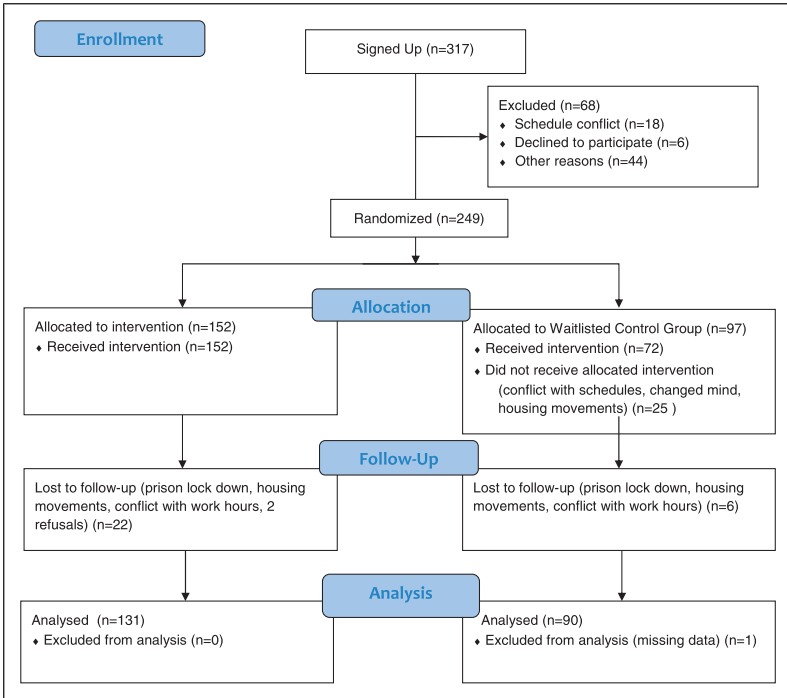 Enrollment
Signed Up (n=317)
Excluded (n=68)
♦ Schedule conflict (n=18)
♦ Declined to participate (n=6)
♦ Other reasons (n=44)
Randomized (n=249)
Allocation
Allocated to intervention (n=152)
♦ Received intervention (n=152)
Allocated to Waitlisted Control Group (n=97)
♦ Received intervention (n=72)
♦ Did not receive allocated intervention
(conflict with schedules, changed mind,
housing movements) (n=25 )
Follow-Up
Lost to follow-up (prison lock down, housing
movements, conflict with work hours, 2
refusals) (n=22)
Lost to follow-up (prison lock down, housing
movements, conflict with work hours) (n=6)
Analysis
Analysed (n=131)
♦ Excluded from analysis (n=0)
Analysed (n=90)
♦ Excluded from analysis (missing data) (n=1)